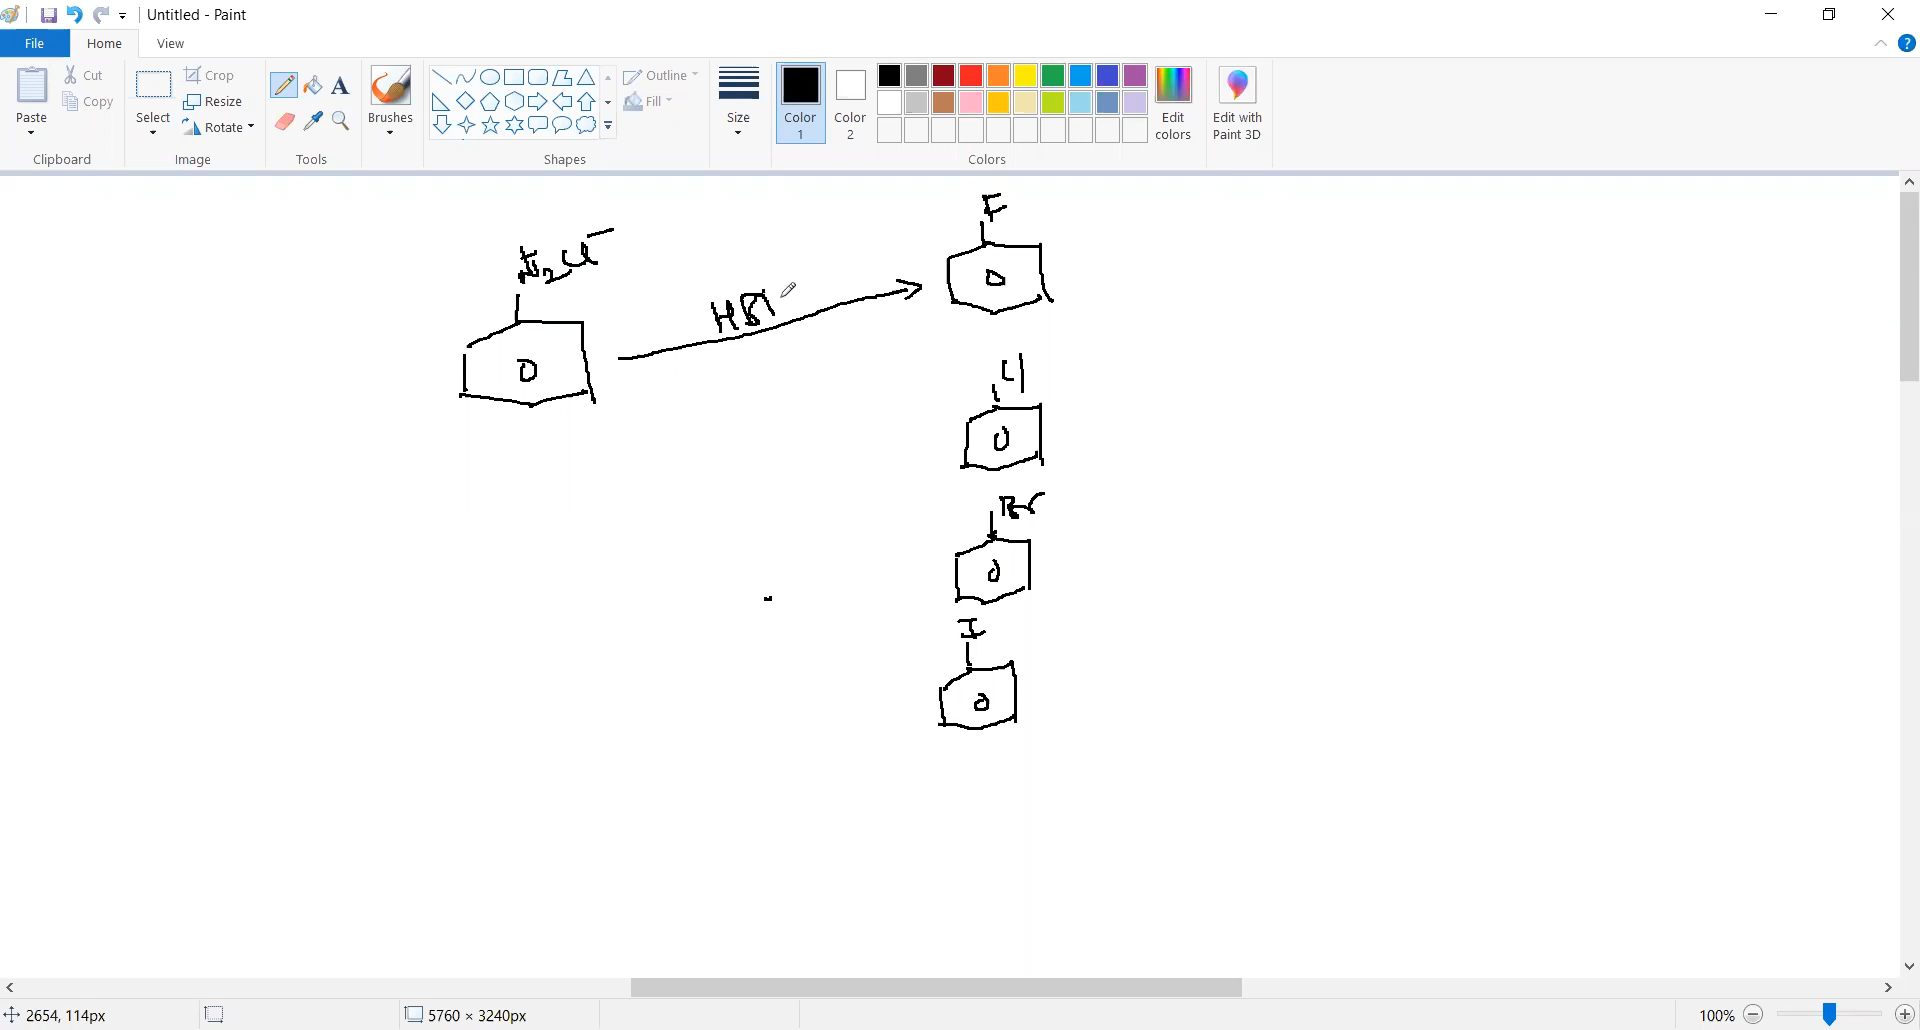 Untitled - Paint
File Home View
Cut
Copy
Paste
Crop
Resize
Rotate
Select
Brushes
Outline
Fill
Size
Color 1
Color 2
Edit colors
Edit with Paint 3D
Clipboard
Image
Tools
Shapes
Colors
F
N₂Cl⁻
HBF
Cl
Br
I
2654, 114px
5760 × 3240px
100%